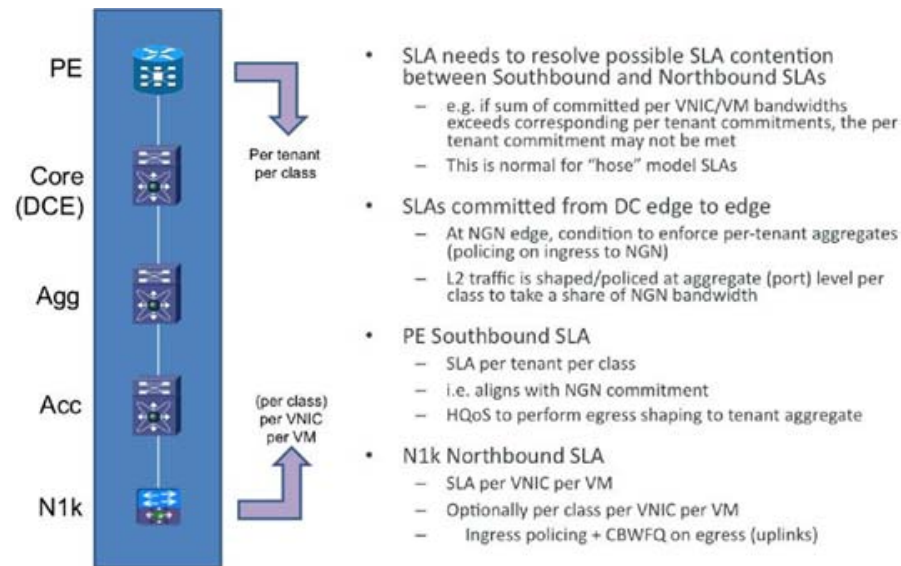 PE
Core
(DCE)
Agg
Acc
N1k
Per tenant
per class
(per class)
per VNIC
per VM
• SLA needs to resolve possible SLA contention
between Southbound and Northbound SLAs
– e.g. if sum of committed per VNIC/VM bandwidths
exceeds corresponding per tenant commitments, the per
tenant commitment may not be met
– This is normal for “hose” model SLAs
• SLAs committed from DC edge to edge
– At NGN edge, condition to enforce per-tenant aggregates
(policing on ingress to NGN)
– L2 traffic is shaped/policed at aggregate (port) level per
class to take a share of NGN bandwidth
• PE Southbound SLA
– SLA per tenant per class
– i.e. aligns with NGN commitment
– HQoS to perform egress shaping to tenant aggregate
• N1k Northbound SLA
– SLA per VNIC per VM
– Optionally per class per VNIC per VM
– Ingress policing + CBWFQ on egress (uplinks)